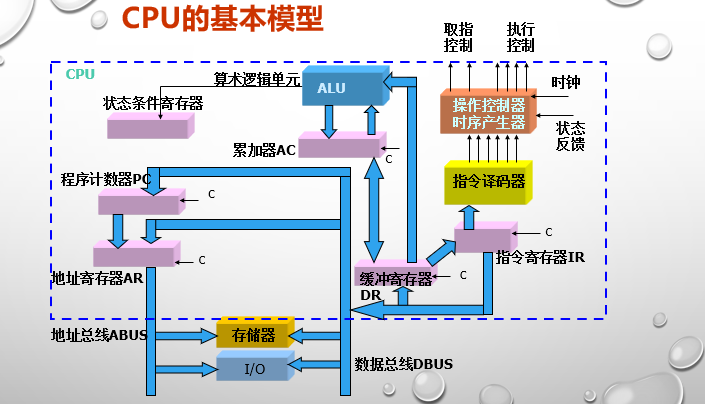 CPU的基本模型
取指
控制
执行
控制
CPU
算术逻辑单元
ALU
时钟
状态条件寄存器
操作控制器
时序产生器
状态
反馈
累加器AC
C
程序计数器PC
C
指令译码器
C
指令寄存器IR
C
地址寄存器AR
缓冲寄存器
DR
C
地址总线ABUS
存储器
I/O
数据总线DBUS